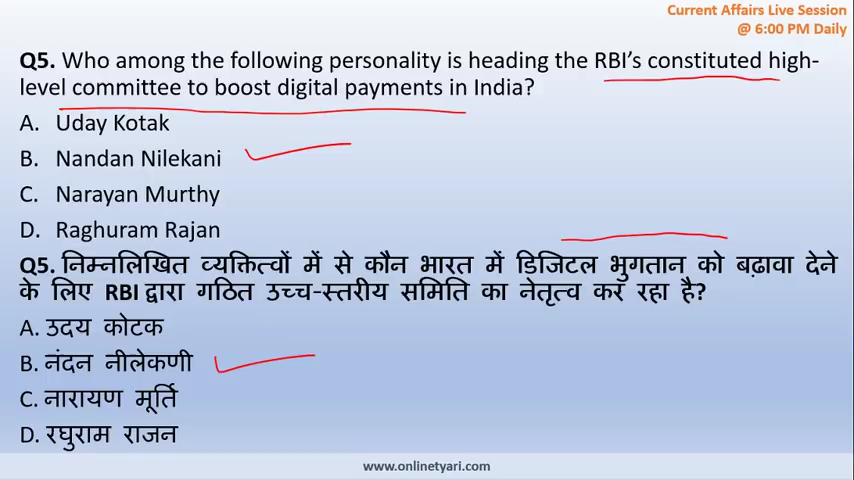 Current Affairs Live Session
@ 6:00 PM Daily
Q5. Who among the following personality is heading the RBI's constituted high-
level committee to boost digital payments in India?
A. Uday Kotak
B. Nandan Nilekani
C. Narayan Murthy
D. Raghuram Rajan
Q5. निम्नलिखित व्यक्तित्वों में से कौन भारत में डिजिटल भुगतान को बढ़ावा देने
के लिए RBI द्वारा गठित उच्च-स्तरीय समिति का नेतृत्व कर रहा है?
A. उदय कोटक
B. नंदन नीलेकणी
C. नारायण मूर्ति
D. रघुराम राजन
www.onlinetyari.com